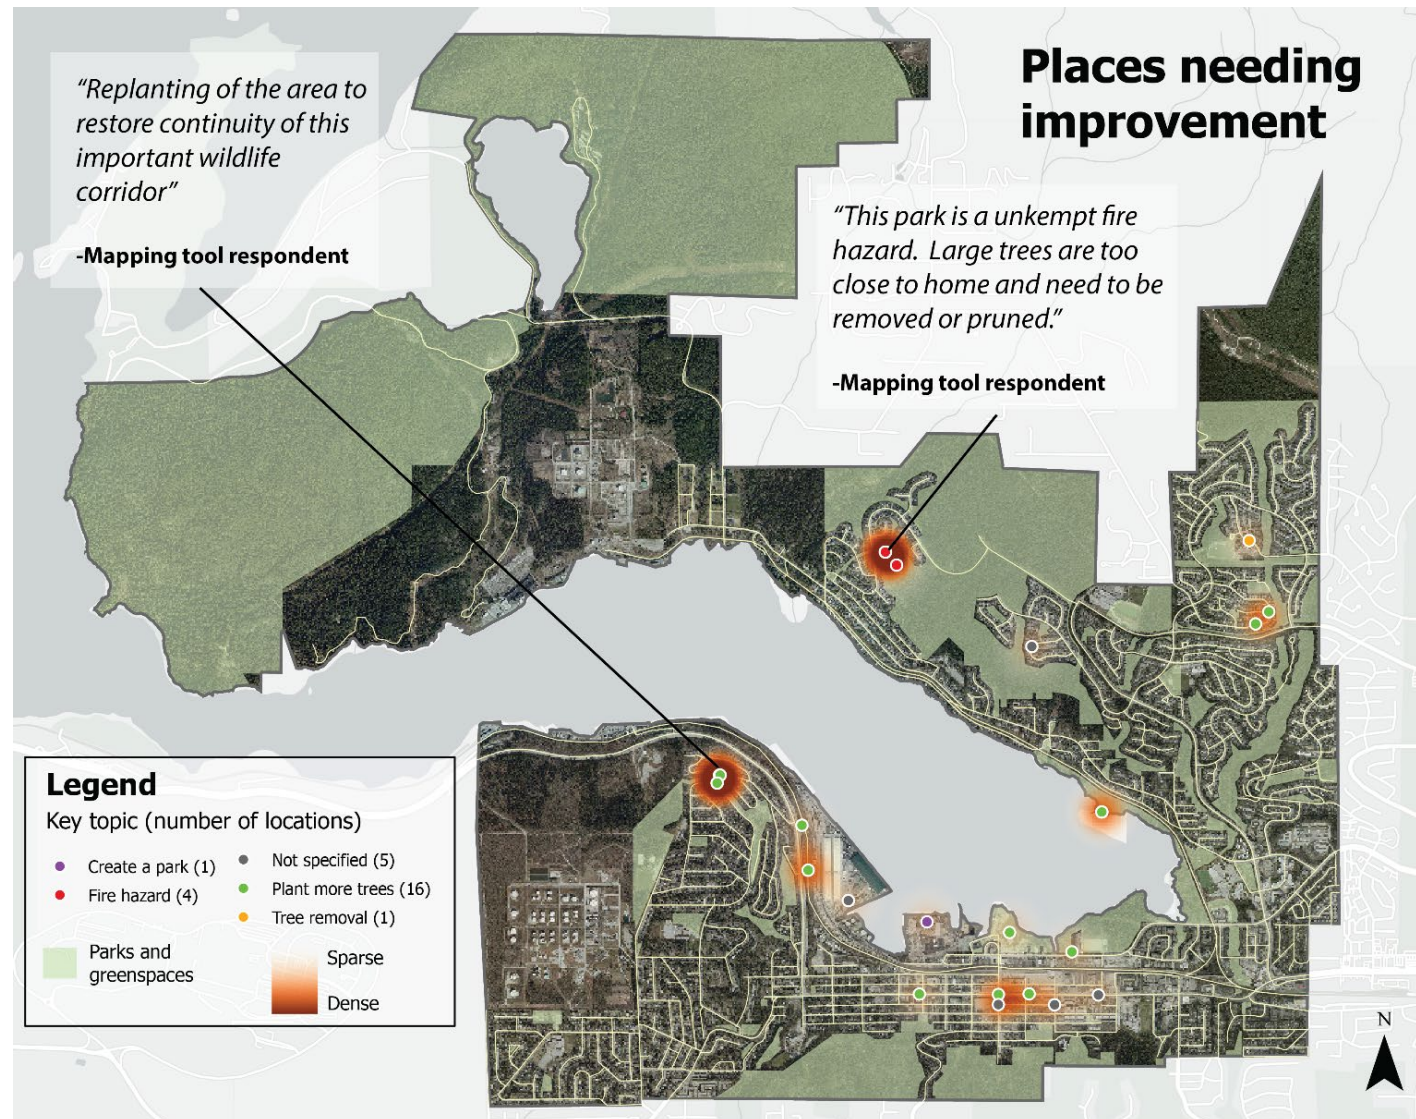 Places needing
improvement
“Replanting of the area to
restore continuity of this
important wildlife
corridor”
-Mapping tool respondent
“This park is a unkempt fire
hazard.  Large trees are too
close to home and need to be
removed or pruned.”
-Mapping tool respondent
Legend
Key topic (number of locations)
Create a park (1)
Fire hazard (4)
Not specified (5)
Plant more trees (16)
Tree removal (1)
Parks and
greenspaces
Sparse
Dense
N